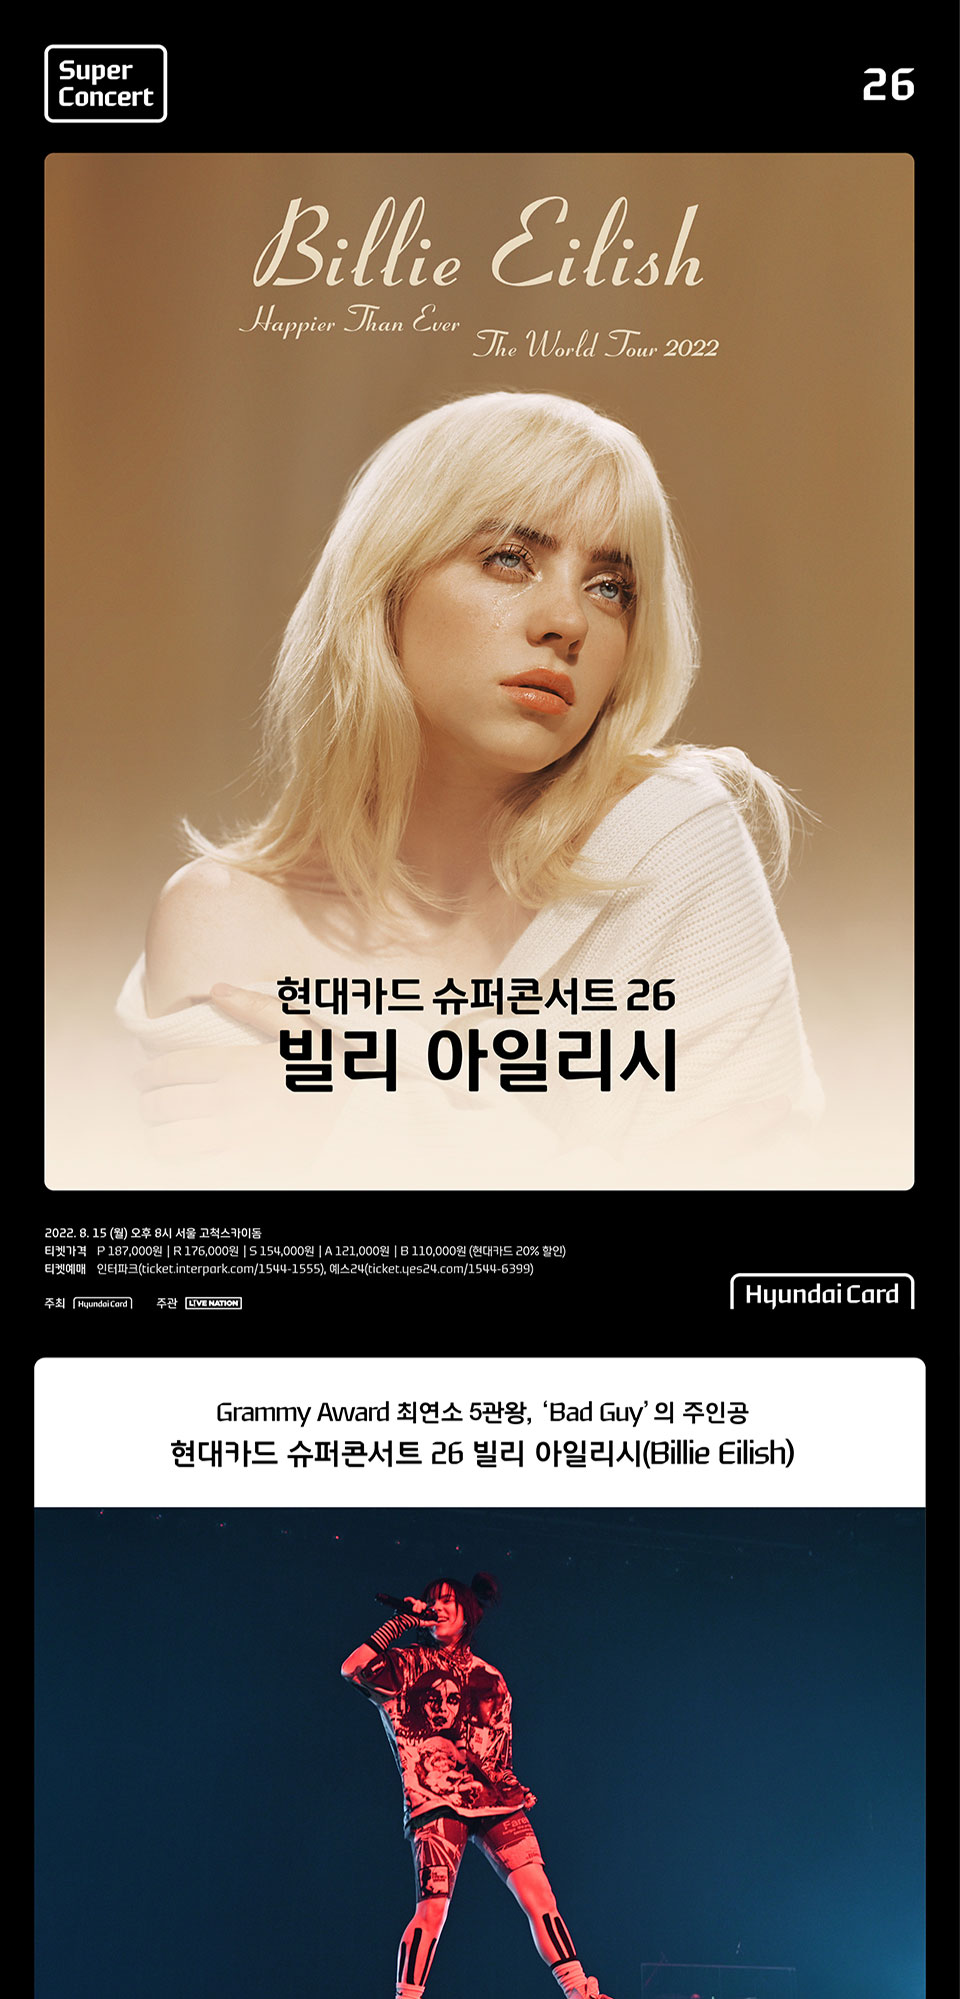 Super
Concert
26
Billie Eilish
Happier Than Ever
The World Tour 2022
현대카드 슈퍼콘서트 26
빌리 아일리시
2022. 8. 15 (월) 오후 8시 서울 고척스카이돔
티켓가격 P 187,000원 | R 176,000원 | S 154,000원 | A 121,000원 | B 110,000원 (현대카드 20% 할인)
티켓예매 인터파크(ticket.interpark.com/1544-1555), 예스24(ticket.yes24.com/1544-6399)
주최 Hyundai Card 주관 LIVE NATION
Hyundai Card
Grammy Award 최연소 5관왕, ‘Bad Guy’의 주인공
현대카드 슈퍼콘서트 26 빌리 아일리시(Billie Eilish)